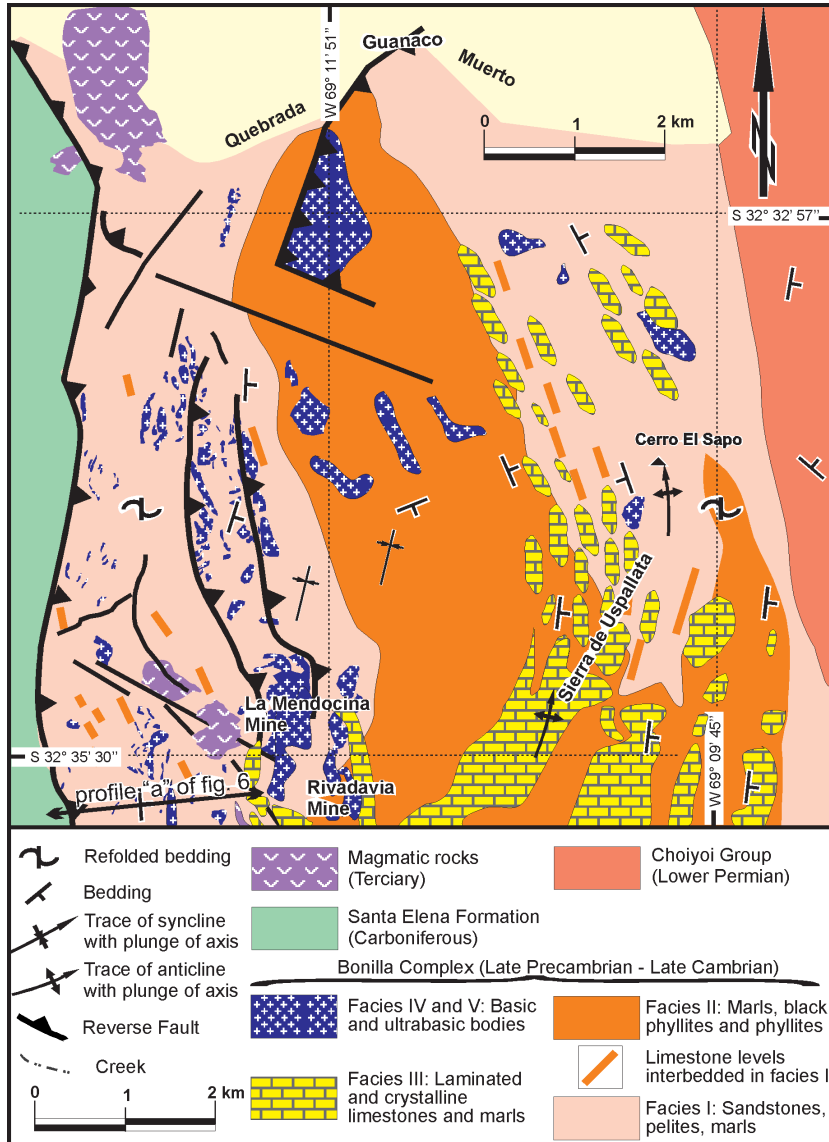 Guanaco
Muerto
Quebrada
W 69° 11' 51"
0 1 2 km
N
S 32° 32' 57"
Cerro El Sapo
Sierra de Uspallata
La Mendocina
Mine
S 32° 35' 30"
W 69° 09' 45"
profile "a" of fig. 6
Rivadavia
Mine
Refolded bedding
Bedding
Trace of syncline
with plunge of axis
Trace of anticline
with plunge of axis
Reverse Fault
Creek
0 1 2 km
Magmatic rocks
(Terciary)
Choiyoi Group
(Lower Permian)
Santa Elena Formation
(Carboniferous)
Bonilla Complex (Late Precambrian - Late Cambrian)
Facies IV and V: Basic
and ultrabasic bodies
Facies II: Marls, black
phyllites and phyllites
Facies III: Laminated
and crystalline
limestones and marls
Limestone levels
interbedded in facies I
Facies I: Sandstones,
pelites, marls